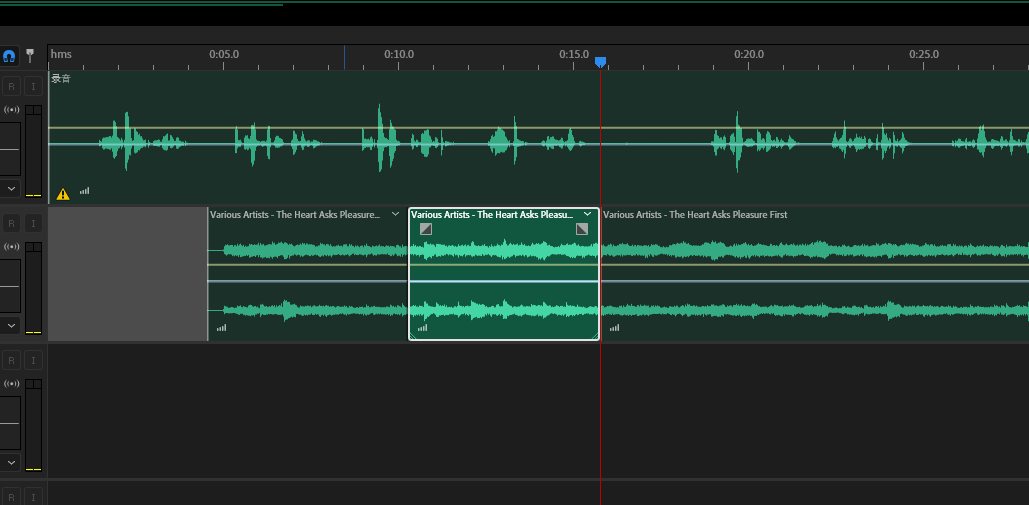 hms 0:05.0 0:10.0 0:15.0 0:20.0 0:25.0
R I
录音
R I
Various Artists - The Heart Asks Pleasure... Various Artists - The Heart Asks Pleasu... Various Artists - The Heart Asks Pleasure First
R I
R I